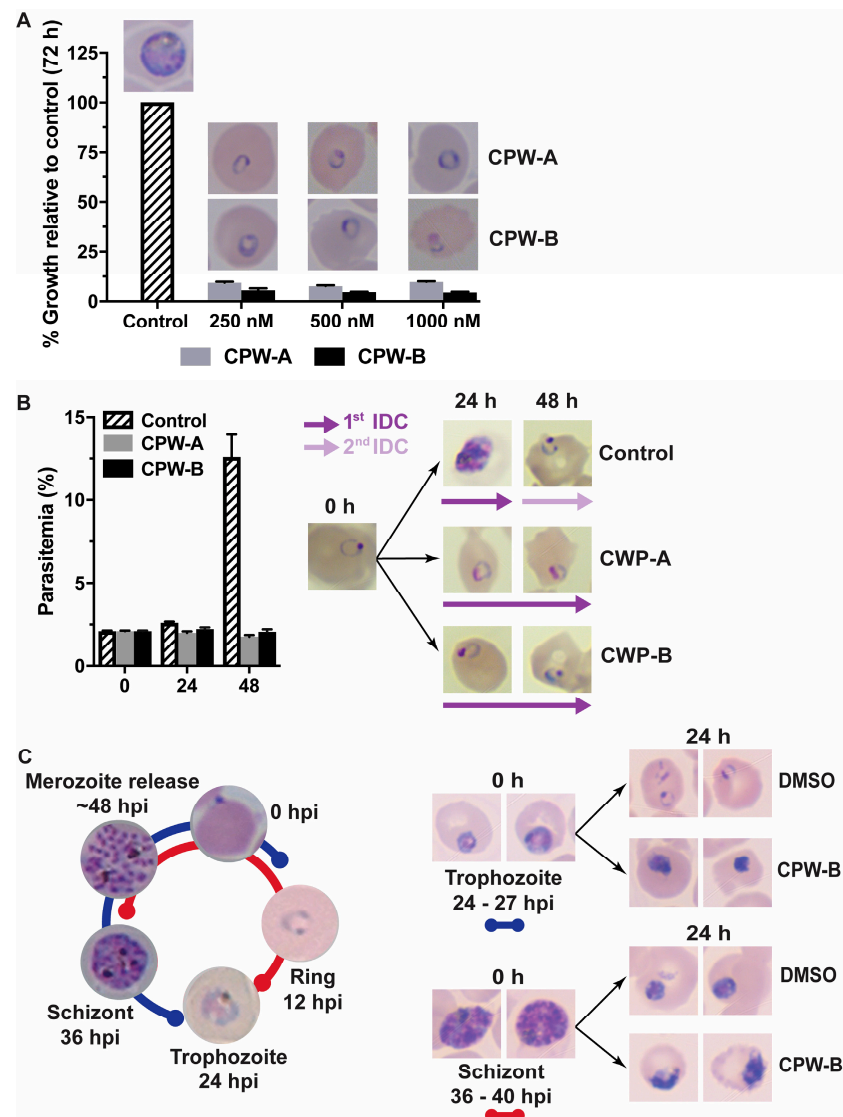 A
% Growth relative to control (72 h)
125
100
75
50
25
0
CPW-A
CPW-B
Control
250 nM
500 nM
1000 nM
CPW-A
CPW-B
B
Parasitemia (%)
15
10
5
0
Control
CPW-A
CPW-B
0
24
48
1st IDC
2nd IDC
0 h
24 h
48 h
Control
CWP-A
CWP-B
C
Merozoite release
~48 hpi
0 hpi
Ring
12 hpi
Trophozoite
24 hpi
Schizont
36 hpi
0 h
Trophozoite
24 - 27 hpi
24 h
DMSO
CPW-B
0 h
Schizont
36 - 40 hpi
24 h
DMSO
CPW-B